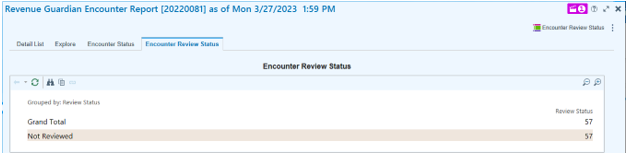 Revenue Guardian Encounter Report [20220081] as of Mon 3/27/2023 1:59 PM
Encounter Review Status
Detail List Explore Encounter Status Encounter Review Status
Encounter Review Status
Grouped by: Review Status
Review Status
Grand Total 57
Not Reviewed 57